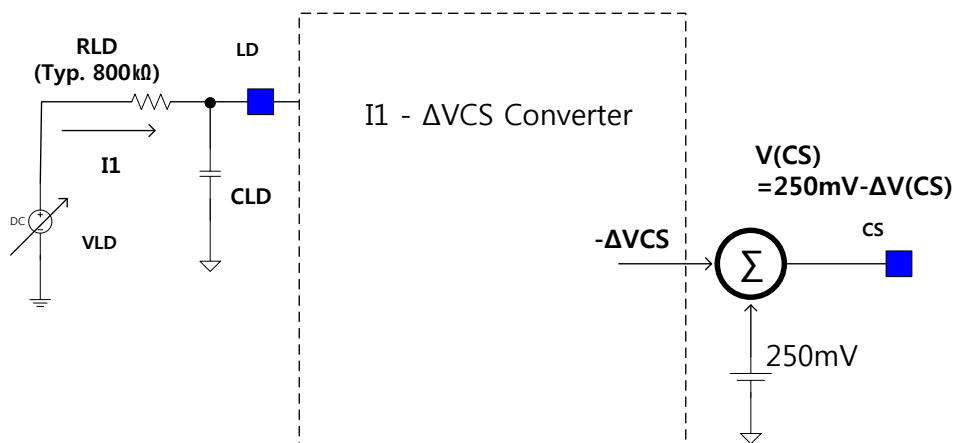 RLD
(Typ. 800kΩ)
LD
I1 - ΔVCS Converter
I1
CLD
DC
VLD
V(CS)
=250mV-ΔV(CS)
-ΔVCS
CS
Σ
250mV